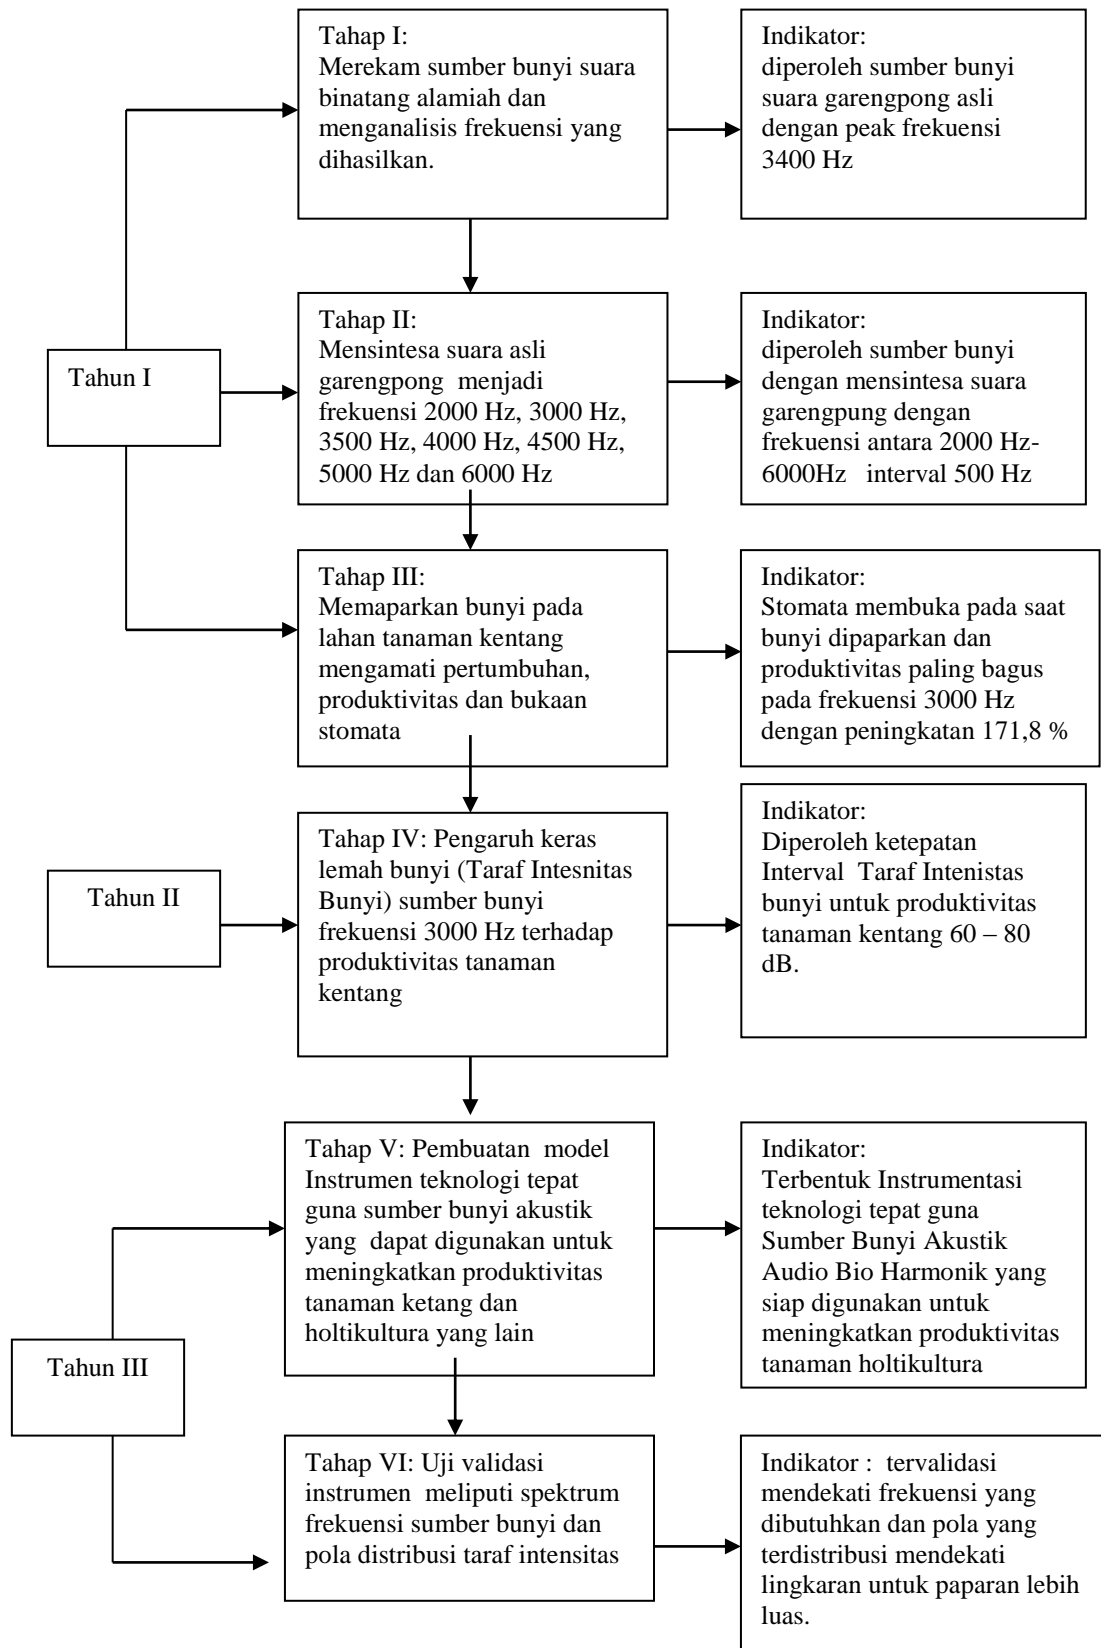 Tahap I:
Merekam sumber bunyi suara
binatang alamiah dan
menganalisis frekuensi yang
dihasilkan.
Indikator:
diperoleh sumber bunyi
suara garengpong asli
dengan peak frekuensi
3400 Hz
Tahun I
Tahap II:
Mensintesa suara asli
garengpong menjadi
frekuensi 2000 Hz, 3000 Hz,
3500 Hz, 4000 Hz, 4500 Hz,
5000 Hz dan 6000 Hz
Indikator:
diperoleh sumber bunyi
dengan mensintesa suara
garengpung dengan
frekuensi antara 2000 Hz-
6000Hz interval 500 Hz
Tahap III:
Memaparkan bunyi pada
lahan tanaman kentang
mengamati pertumbuhan,
produktivitas dan bukaan
stomata
Indikator:
Stomata membuka pada saat
bunyi dipaparkan dan
produktivitas paling bagus
pada frekuensi 3000 Hz
dengan peningkatan 171,8 %
Tahun II
Tahap IV: Pengaruh keras
lemah bunyi (Taraf Intesnitas
Bunyi) sumber bunyi
frekuensi 3000 Hz terhadap
produktivitas tanaman
kentang
Indikator:
Diperoleh ketepatan
Interval Taraf Intenistas
bunyi untuk produktivitas
tanaman kentang 60 – 80
dB.
Tahun III
Tahap V: Pembuatan model
Instrumen teknologi tepat
guna sumber bunyi akustik
yang dapat digunakan untuk
meningkatkan produktivitas
tanaman ketang dan
holtikultura yang lain
Indikator:
Terbentuk Instrumentasi
teknologi tepat guna
Sumber Bunyi Akustik
Audio Bio Harmonik yang
siap digunakan untuk
meningkatkan produktivitas
tanaman holtikultura
Tahap VI: Uji validasi
instrumen meliputi spektrum
frekuensi sumber bunyi dan
pola distribusi taraf intensitas
Indikator : tervalidasi
mendekati frekuensi yang
dibutuhkan dan pola yang
terdistribusi mendekati
lingkaran untuk paparan lebih
luas.